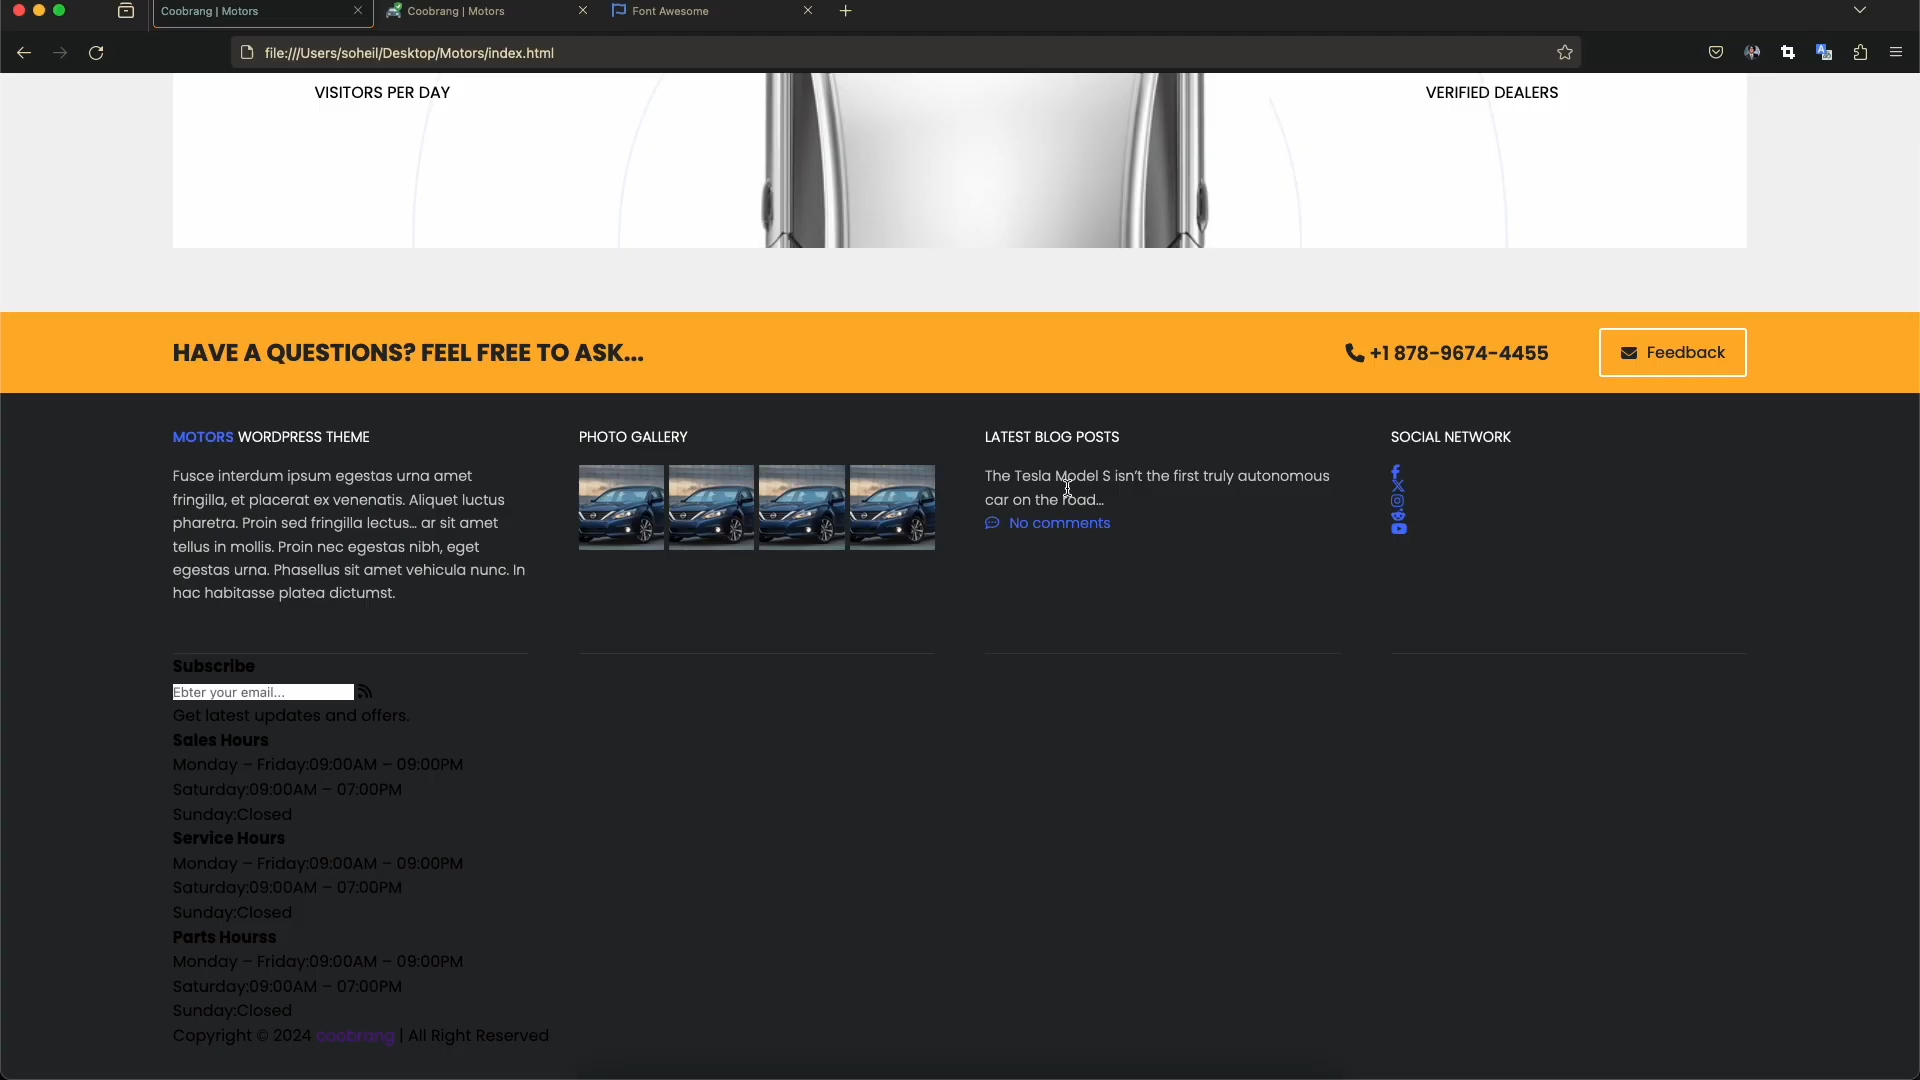 Coobrang | Motors
Coobrang | Motors
Font Awesome
file:///Users/soheil/Desktop/Motors/index.html
VISITORS PER DAY
VERIFIED DEALERS
HAVE A QUESTIONS? FEEL FREE TO ASK...
+1 878-9674-4455
Feedback
MOTORS WORDPRESS THEME
Fusce interdum ipsum egestas urna amet
fringilla, et placerat ex venenatis. Aliquet luctus
pharetra. Proin sed fringilla lectus... ar sit amet
tellus in mollis. Proin nec egestas nibh, eget
egestas urna. Phasellus sit amet vehicula nunc. In
hac habitasse platea dictumst.
PHOTO GALLERY
LATEST BLOG POSTS
The Tesla Model S isn’t the first truly autonomous
car on the road...
No comments
SOCIAL NETWORK
Subscribe
Ebter your email...
Get latest updates and offers.
Sales Hours
Monday – Friday:09:00AM – 09:00PM
Saturday:09:00AM – 07:00PM
Sunday:Closed
Service Hours
Monday – Friday:09:00AM – 09:00PM
Saturday:09:00AM – 07:00PM
Sunday:Closed
Parts Hourss
Monday – Friday:09:00AM – 09:00PM
Saturday:09:00AM – 07:00PM
Sunday:Closed
Copyright © 2024 coobrang | All Right Reserved